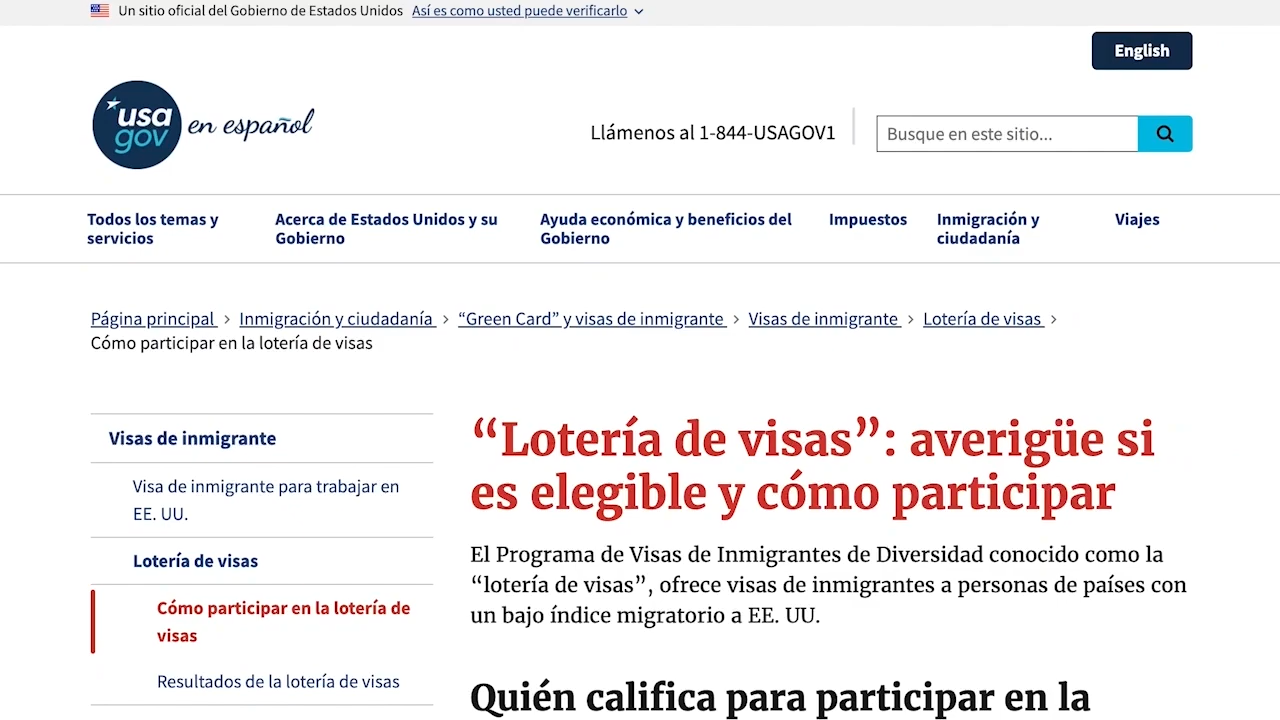 Un sitio oficial del Gobierno de Estados Unidos Así es como usted puede verificarlo
English
usa
gov
en español
Llámenos al 1-844-USAGOV1
Busque en este sitio...
Todos los temas y
servicios
Acerca de Estados Unidos y su
Gobierno
Ayuda económica y beneficios del
Gobierno
Impuestos
Inmigración y
ciudadanía
Viajes
Página principal > Inmigración y ciudadanía > “Green Card” y visas de inmigrante > Visas de inmigrante > Lotería de visas >
Cómo participar en la lotería de visas
Visas de inmigrante
Visa de inmigrante para trabajar en
EE. UU.
Lotería de visas
Cómo participar en la lotería de
visas
Resultados de la lotería de visas
“Lotería de visas”: averigüe si
es elegible y cómo participar
El Programa de Visas de Inmigrantes de Diversidad conocido como la
“lotería de visas”, ofrece visas de inmigrantes a personas de países con
un bajo índice migratorio a EE. UU.
Quién califica para participar en la